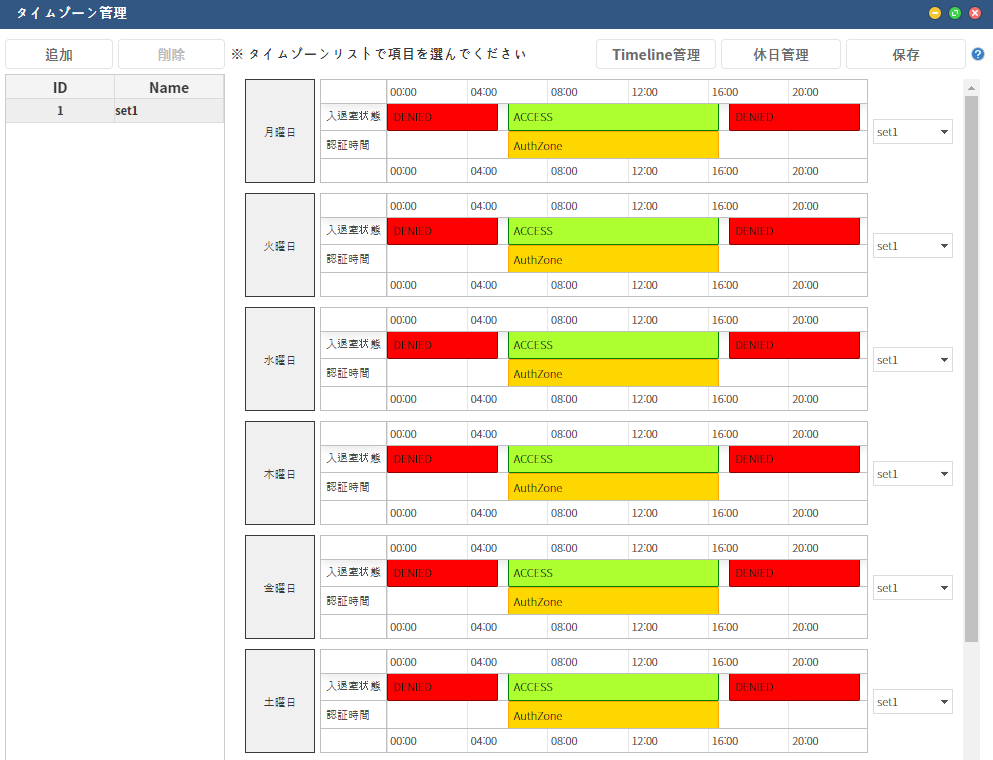 タイムゾーン管理
追加 削除 ※ タイムゾーンリストで項目を選んでください Timeline管理 休日管理 保存 ?
ID Name
1 set1
月曜日
00:00 04:00 08:00 12:00 16:00 20:00
入退室状態 DENIED ACCESS DENIED
認証時間 AuthZone
00:00 04:00 08:00 12:00 16:00 20:00
set1
火曜日
00:00 04:00 08:00 12:00 16:00 20:00
入退室状態 DENIED ACCESS DENIED
認証時間 AuthZone
00:00 04:00 08:00 12:00 16:00 20:00
set1
水曜日
00:00 04:00 08:00 12:00 16:00 20:00
入退室状態 DENIED ACCESS DENIED
認証時間 AuthZone
00:00 04:00 08:00 12:00 16:00 20:00
set1
木曜日
00:00 04:00 08:00 12:00 16:00 20:00
入退室状態 DENIED ACCESS DENIED
認証時間 AuthZone
00:00 04:00 08:00 12:00 16:00 20:00
set1
金曜日
00:00 04:00 08:00 12:00 16:00 20:00
入退室状態 DENIED ACCESS DENIED
認証時間 AuthZone
00:00 04:00 08:00 12:00 16:00 20:00
set1
土曜日
00:00 04:00 08:00 12:00 16:00 20:00
入退室状態 DENIED ACCESS DENIED
認証時間 AuthZone
00:00 04:00 08:00 12:00 16:00 20:00
set1